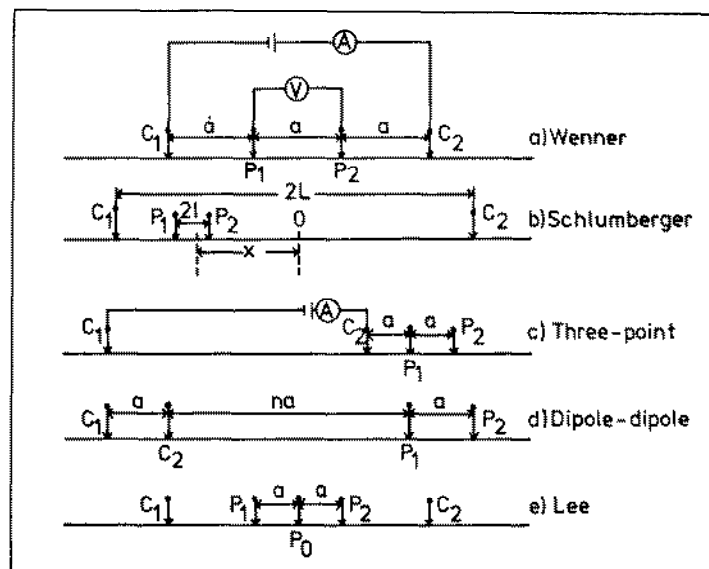 A
V
C1 a a a C2 a) Wenner
P1 P2
2L
C1 P1 2l P2 0 C2 b) Schlumberger
x
A
C1 C2 a a P2 c) Three-point
P1
C1 a na a P2 d) Dipole-dipole
C2 P1
C1 P1 a a P2 C2 e) Lee
P0